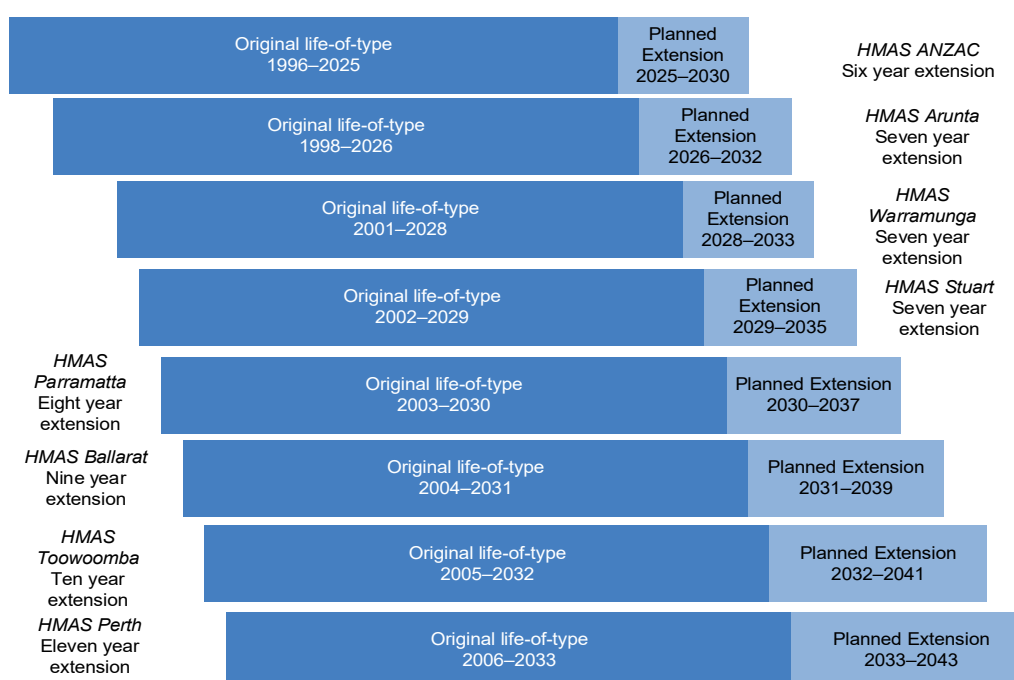 Original life-of-type
1996–2025
Planned
Extension
2025–2030
HMAS ANZAC
Six year extension
Original life-of-type
1998–2026
Planned
Extension
2026–2032
HMAS Arunta
Seven year
extension
Original life-of-type
2001–2028
Planned
Extension
2028–2033
HMAS
Warramunga
Seven year
extension
Original life-of-type
2002–2029
Planned
Extension
2029–2035
HMAS Stuart
Seven year
extension
HMAS
Parramatta
Eight year
extension
Original life-of-type
2003–2030
Planned Extension
2030–2037
HMAS Ballarat
Nine year
extension
Original life-of-type
2004–2031
Planned Extension
2031–2039
HMAS
Toowoomba
Ten year
extension
Original life-of-type
2005–2032
Planned Extension
2032–2041
HMAS Perth
Eleven year
extension
Original life-of-type
2006–2033
Planned Extension
2033–2043